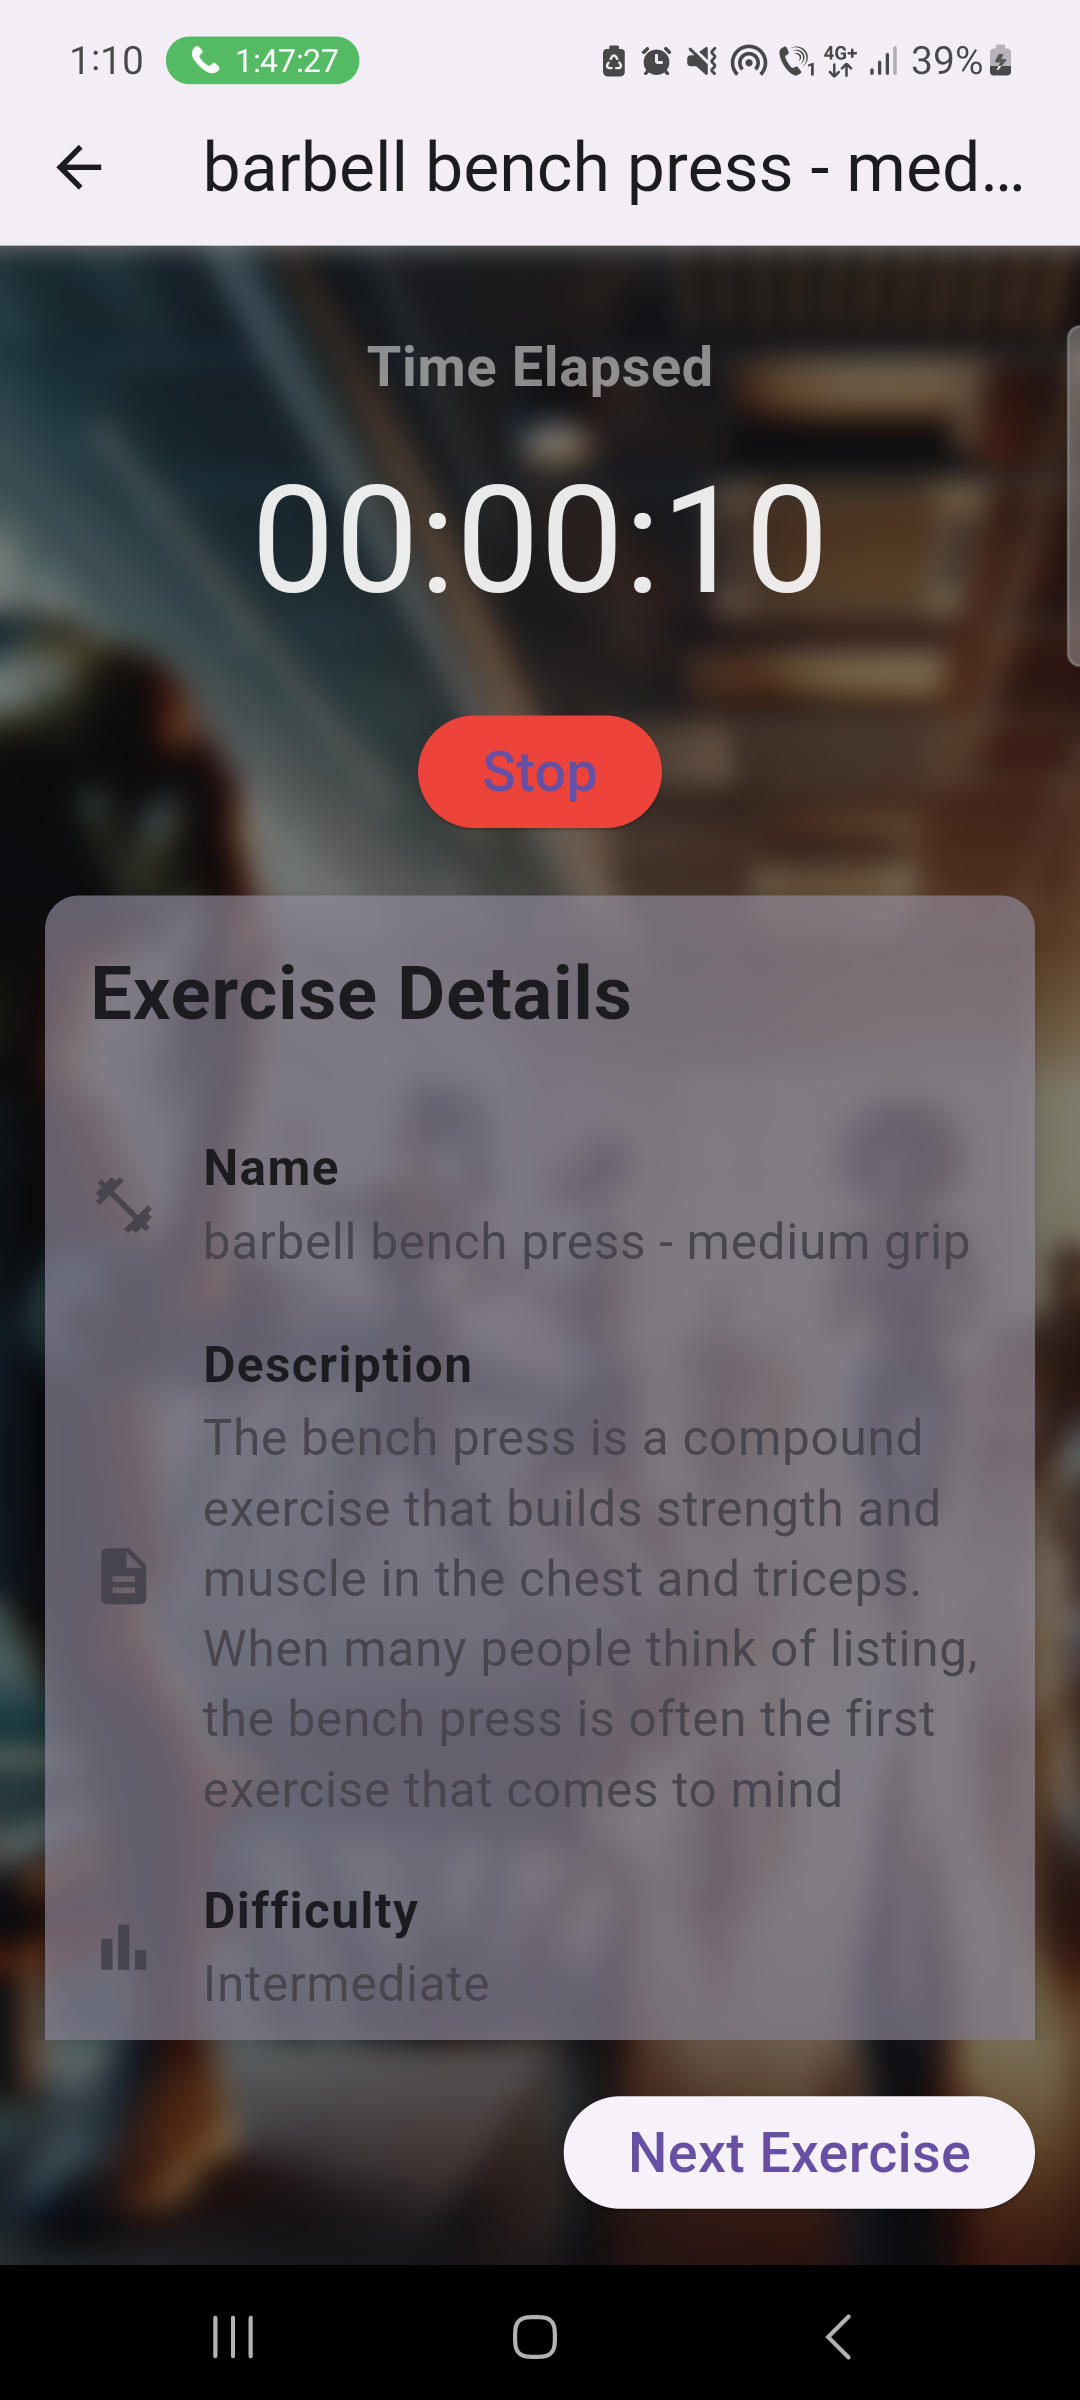 1:10 1:47:27 1 4G+ 39%
barbell bench press - med...
Time Elapsed
00:00:10
Stop
Exercise Details
Name
barbell bench press - medium grip
Description
The bench press is a compound
exercise that builds strength and
muscle in the chest and triceps.
When many people think of listing,
the bench press is often the first
exercise that comes to mind
Difficulty
Intermediate
Next Exercise